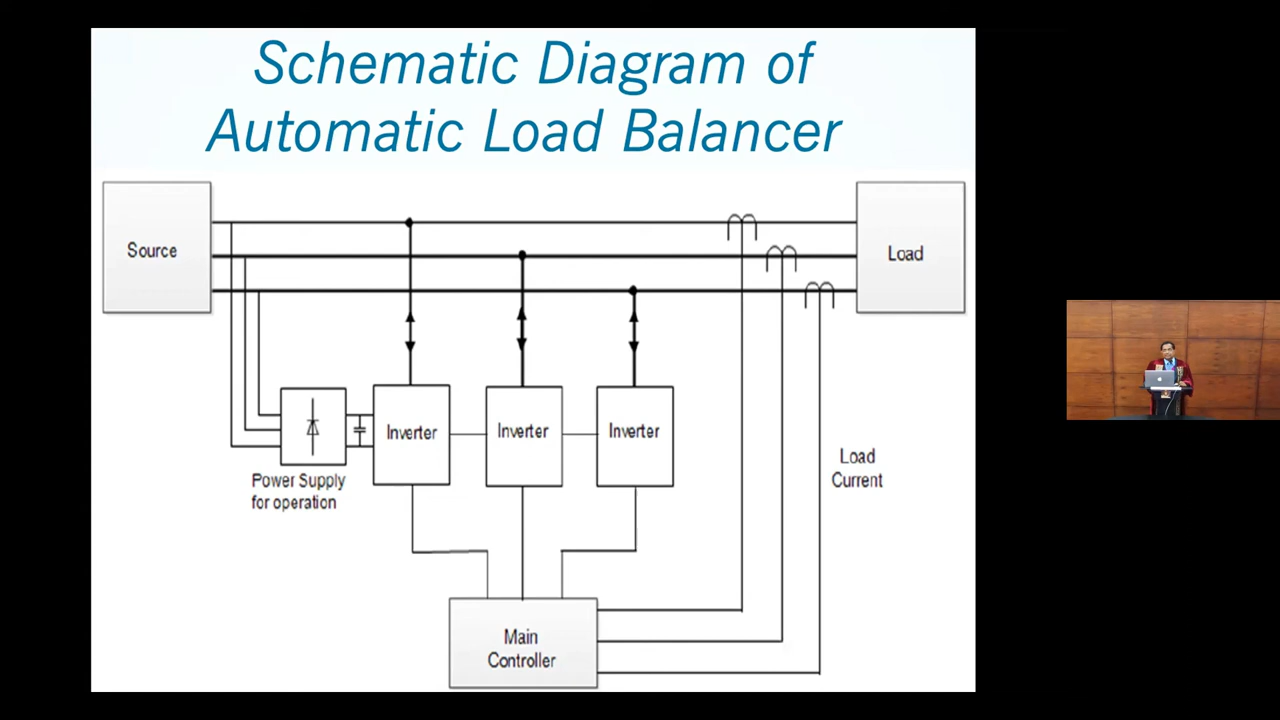 Schematic Diagram of
Automatic Load Balancer
Source
Load
Inverter
Inverter
Inverter
Power Supply
for operation
Load
Current
Main
Controller